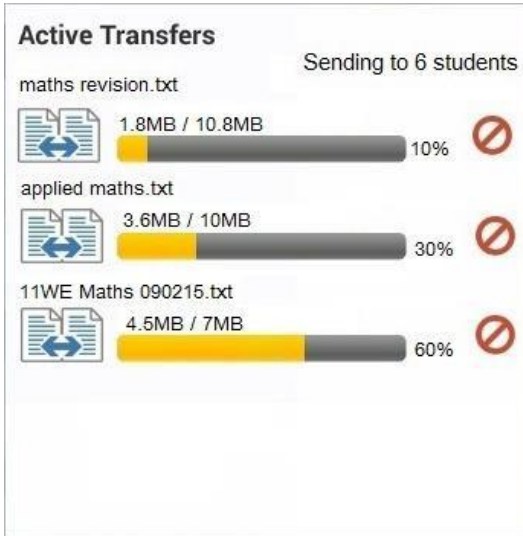 Active Transfers
Sending to 6 students
maths revision.txt
1.8MB / 10.8MB
10%
applied maths.txt
3.6MB / 10MB
30%
11WE Maths 090215.txt
4.5MB / 7MB
60%